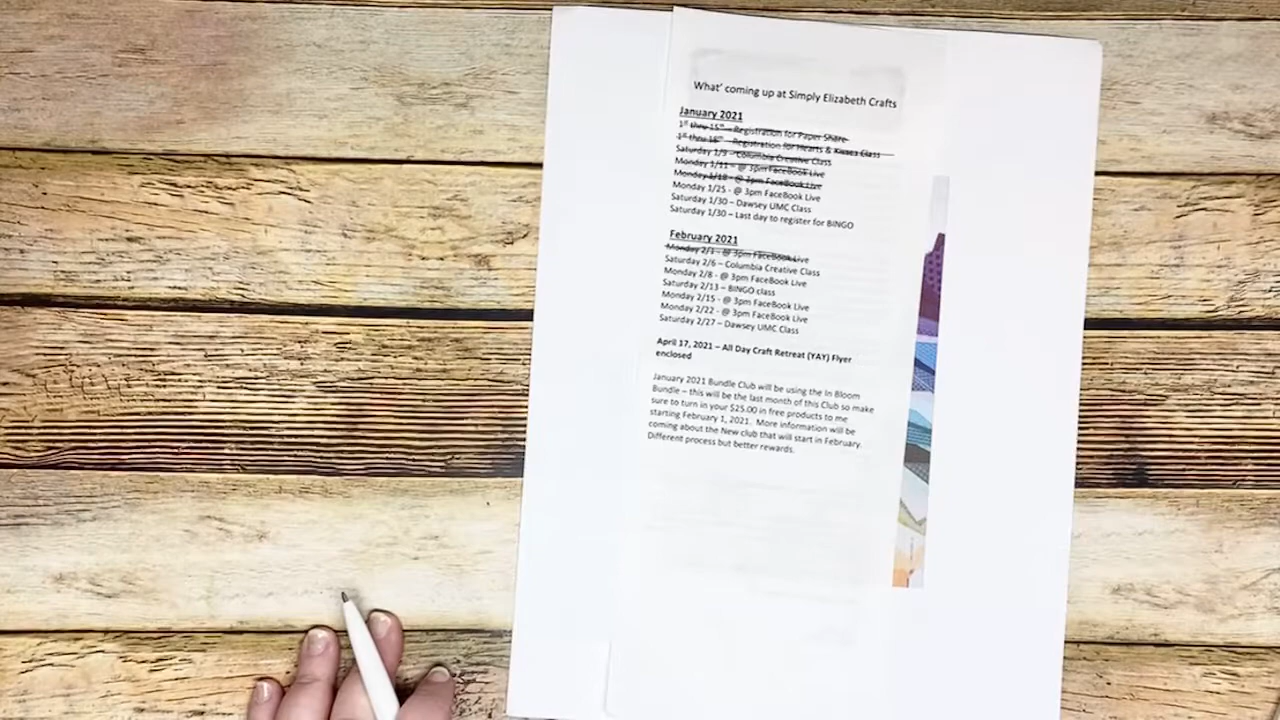 What' coming up at Simply Elizabeth Crafts
January 2021
1st thru 15th – Registration for Paper Share
1st thru 16th – Registration for Hearts & Kisses Class
Saturday 1/9 – Columbia Creative Class
Monday 1/11 – @ 3pm FaceBook Live
Monday 1/18 - @ 3pm FaceBook Live
Monday 1/25 - @ 3pm FaceBook Live
Saturday 1/30 – Dawsey UMC Class
Saturday 1/30 – Last day to register for BINGO
February 2021
Monday 2/1 - @ 3pm FaceBook Live
Saturday 2/6 – Columbia Creative Class
Monday 2/8 - @ 3pm FaceBook Live
Saturday 2/13 – BINGO class
Monday 2/15 - @ 3pm FaceBook Live
Monday 2/22 - @ 3pm FaceBook Live
Saturday 2/27 – Dawsey UMC Class
April 17, 2021 – All Day Craft Retreat (YAY) Flyer
enclosed
January 2021 Bundle Club will be using the In Bloom
Bundle – this will be the last month of this Club so make
sure to turn in your $25.00 in free products to me
starting February 1, 2021. More information will be
coming about the New club that will start in February.
Different process but better rewards.